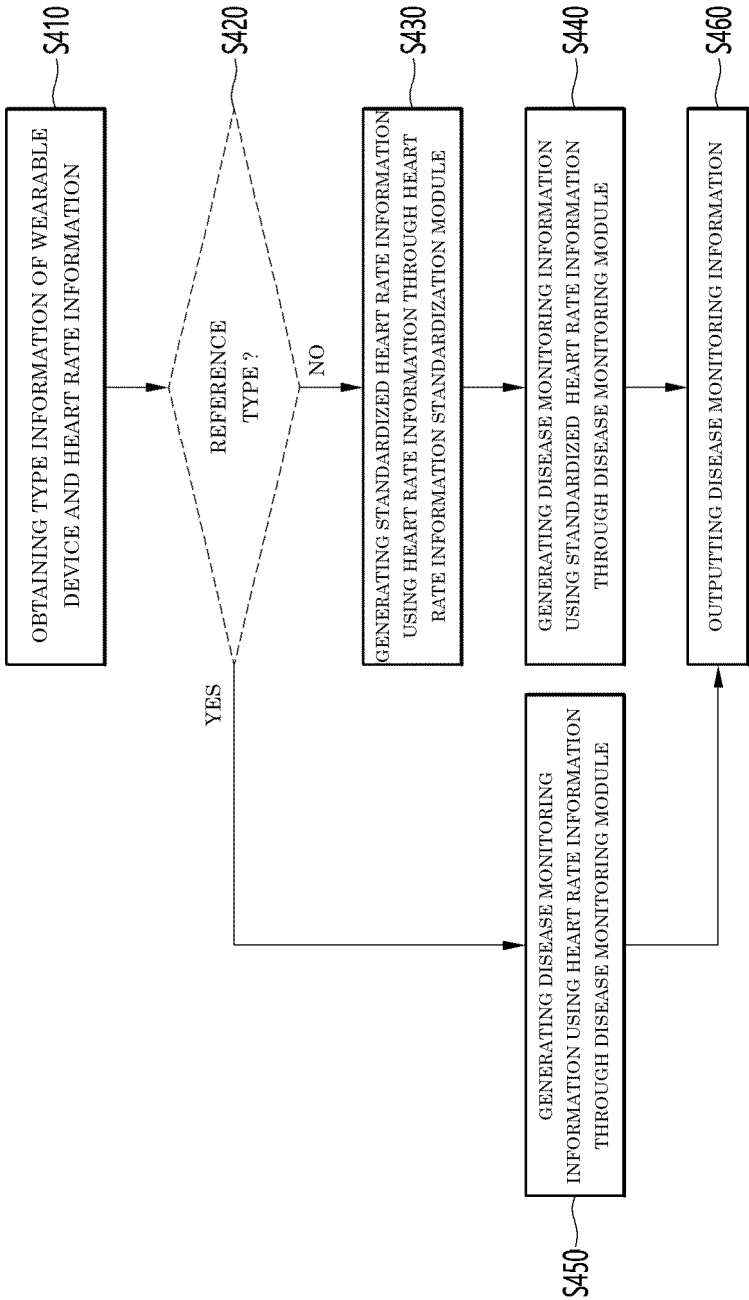 OBTAINING TYPE INFORMATION OF WEARABLE
DEVICE AND HEART RATE INFORMATION
S410
REFERENCE
TYPE?
S420
YES
NO
GENERATING STANDARDIZED HEART RATE INFORMATION
USING HEART RATE INFORMATION THROUGH HEART
RATE INFORMATION STANDARDIZATION MODULE
S430
GENERATING DISEASE MONITORING INFORMATION
USING STANDARDIZED HEART RATE INFORMATION
THROUGH DISEASE MONITORING MODULE
S440
GENERATING DISEASE MONITORING
INFORMATION USING HEART RATE INFORMATION
THROUGH DISEASE MONITORING MODULE
S450
OUTPUTTING DISEASE MONITORING INFORMATION
S460